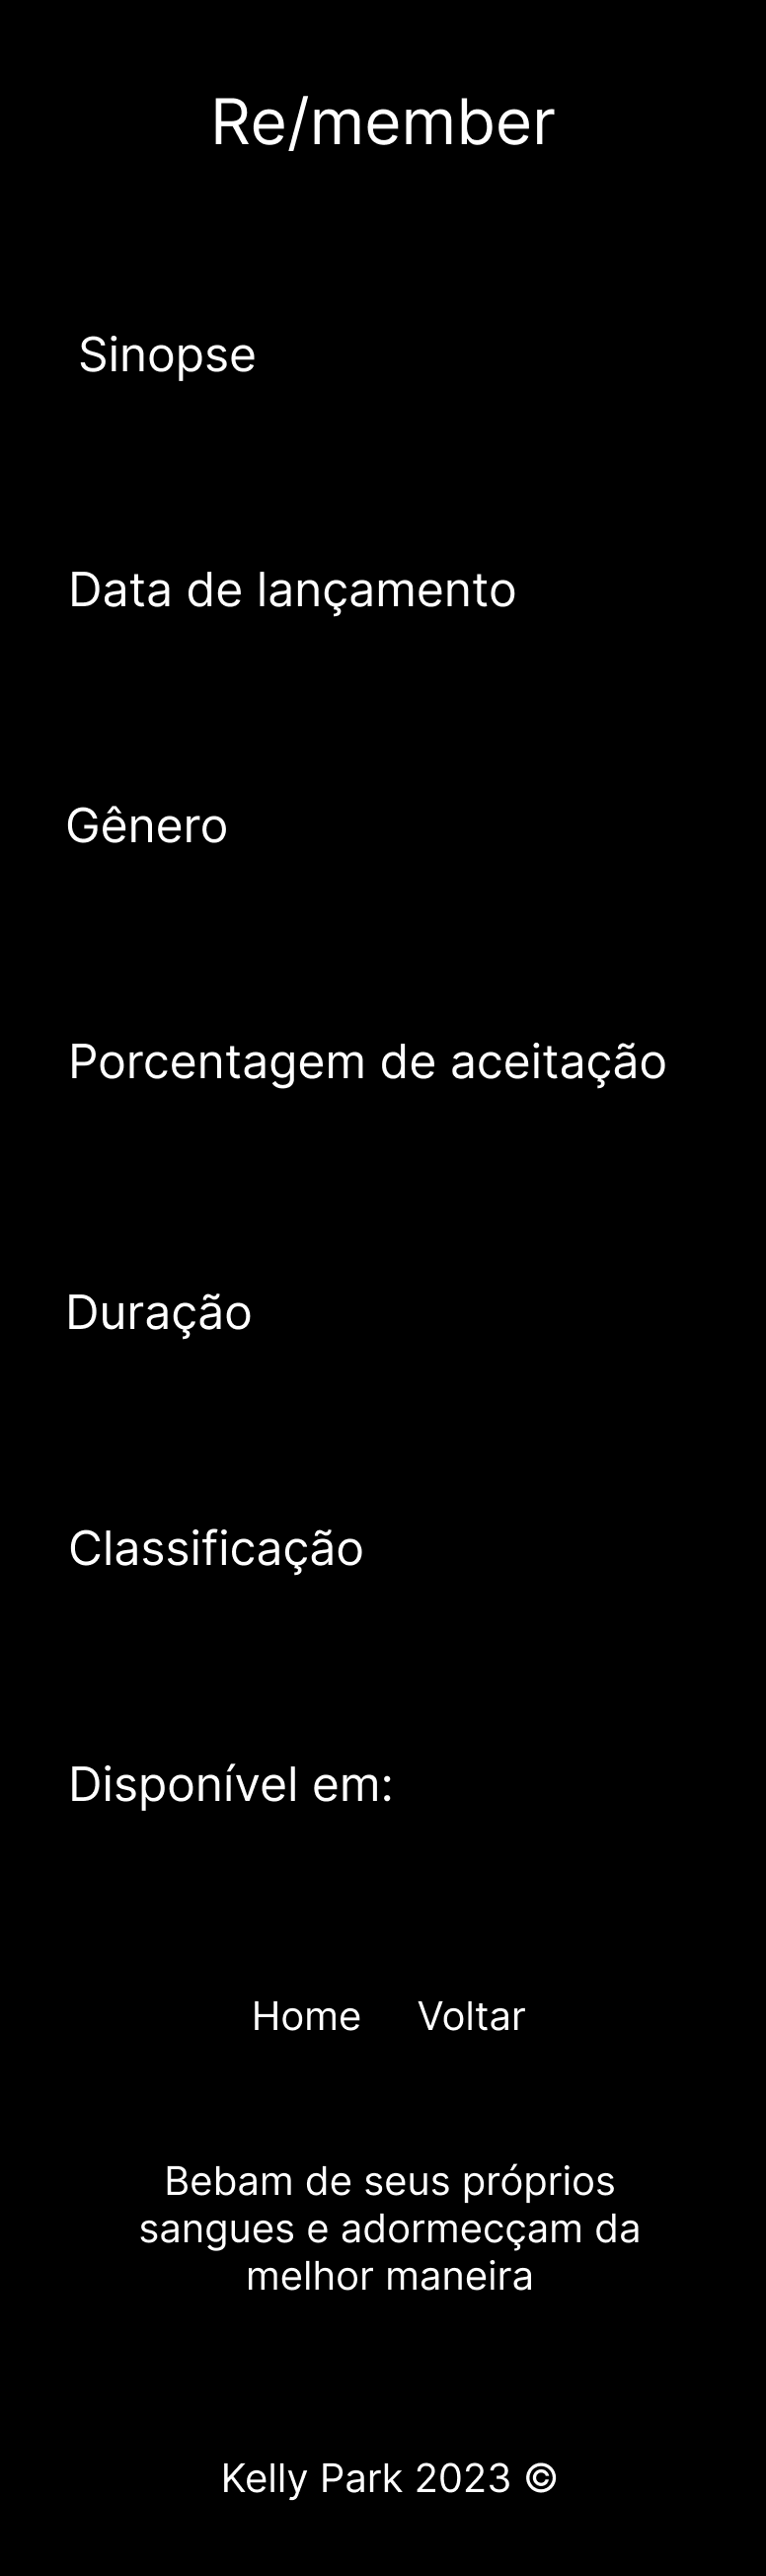 Re/member
Sinopse
Data de lançamento
Gênero
Porcentagem de aceitação
Duração
Classificação
Disponível em:
Home Voltar
Bebam de seus próprios
sangues e adormecçam da
melhor maneira
Kelly Park 2023 ©